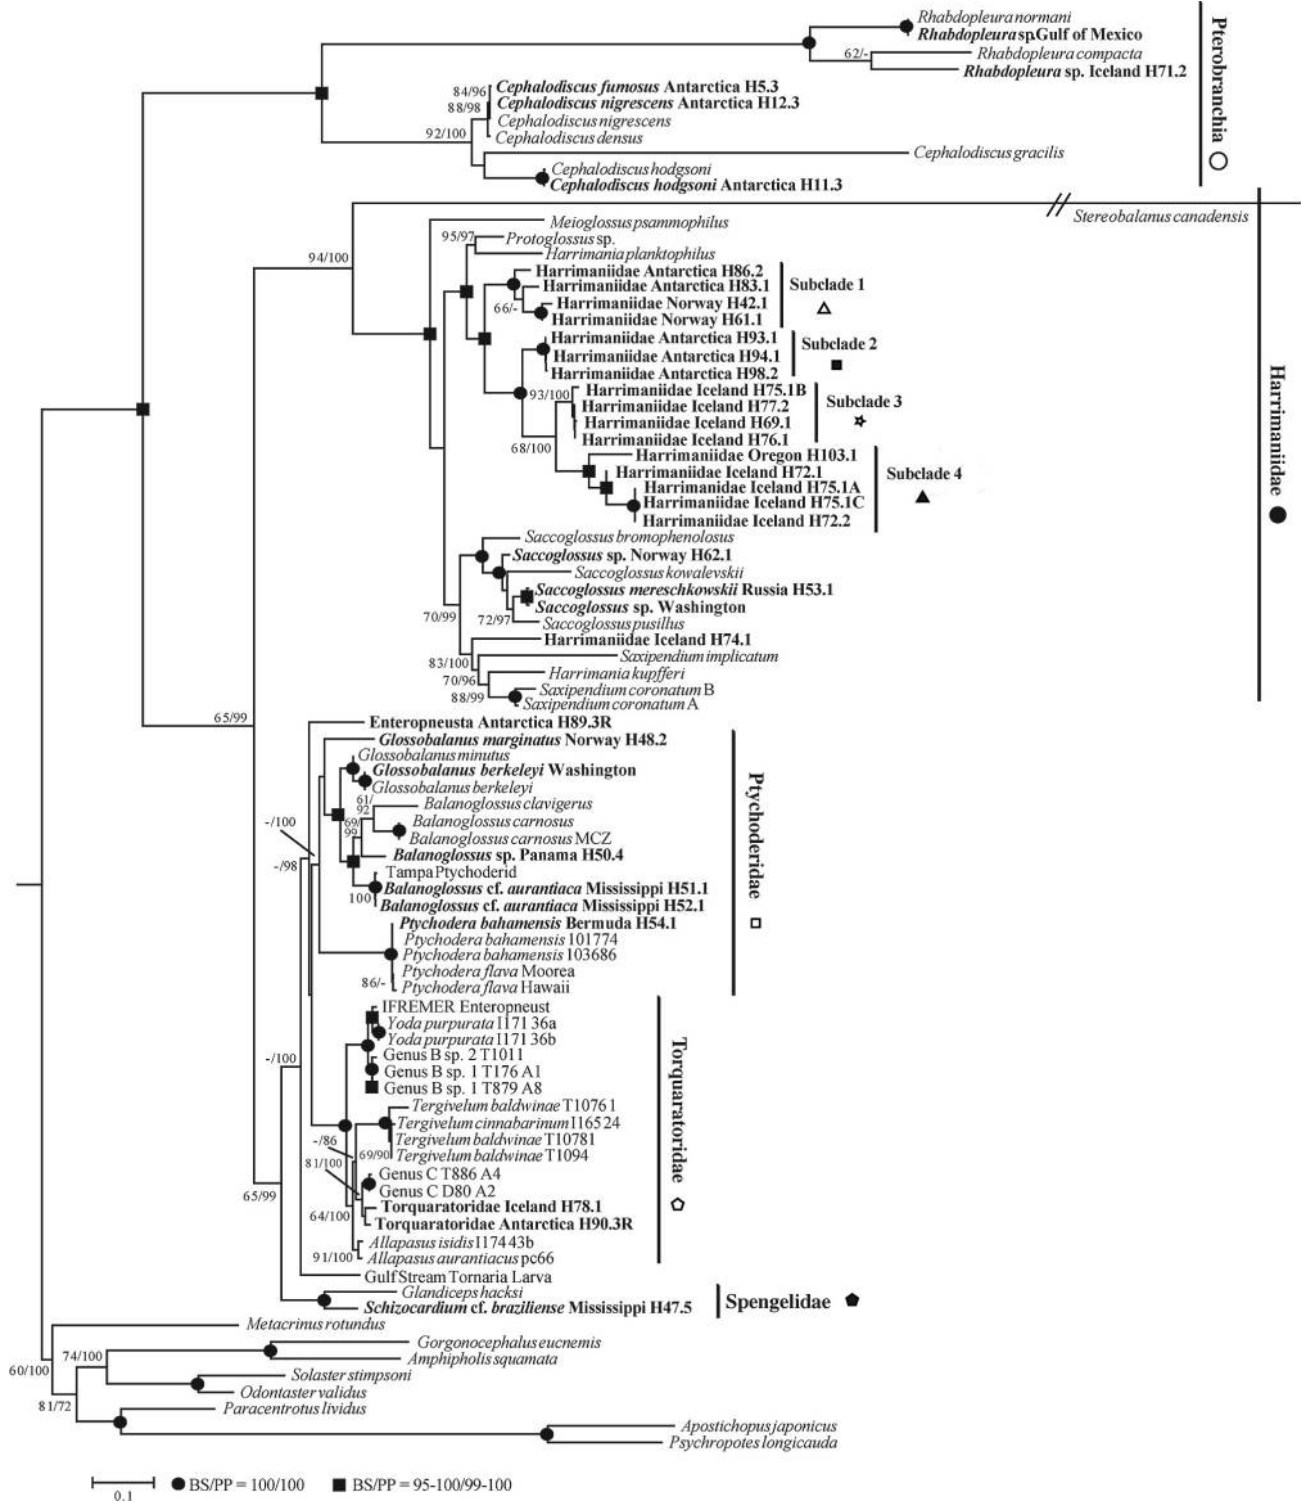 Rhabdopleura normani
Rhabdopleura sp. Gulf of Mexico
62/-
Rhabdopleura compacta
Rhabdopleura sp. Iceland H71.2
Pterobranchia
84/96
Cephalodiscus fumosus Antarctica H5.3
88/98
Cephalodiscus nigrescens Antarctica H12.3
Cephalodiscus nigrescens
92/100
Cephalodiscus densus
Cephalodiscus gracilis
Cephalodiscus hodgsoni
Cephalodiscus hodgsoni Antarctica H11.3
Stereobalanus canadensis
94/100
Meioglossus psammophilus
95/97
Protoglossus sp.
Harrimania planktophilus
Harrimaniidae Antarctica H86.2
Harrimaniidae Antarctica H83.1
66/-
Harrimaniidae Norway H42.1
Harrimaniidae Norway H61.1
Subclade 1
Harrimaniidae Antarctica H93.1
Harrimaniidae Antarctica H94.1
Harrimaniidae Antarctica H98.2
Subclade 2
93/100
Harrimaniidae Iceland H75.1B
Harrimaniidae Iceland H77.2
Harrimaniidae Iceland H69.1
Harrimaniidae Iceland H76.1
Subclade 3
68/100
Harrimaniidae Oregon H103.1
Harrimaniidae Iceland H72.1
Harrimanidae Iceland H75.1A
Harrimaniidae Iceland H75.1C
Harrimaniidae Iceland H72.2
Subclade 4
Harrimaniidae
Saccoglossus bromophenolosus
Saccoglossus sp. Norway H62.1
Saccoglossus kowalevskii
Saccoglossus mereschkowskii Russia H53.1
Saccoglossus sp. Washington
72/97
Saccoglossus pusillus
70/99
Harrimaniidae Iceland H74.1
83/100
Saxipendium implicatum
70/96
Harrimania kupfferi
88/99
Saxipendium coronatum B
Saxipendium coronatum A
65/99
Enteropneusta Antarctica H89.3R
Glossobalanus marginatus Norway H48.2
Glossobalanus minutus
Glossobalanus berkeleyi Washington
Glossobalanus berkeleyi
61/
92
Balanoglossus clavigerus
69/
99
Balanoglossus carnosus
Balanoglossus carnosus MCZ
-/100
Balanoglossus sp. Panama H50.4
-/98
Tampa Ptychoderid
Balanoglossus cf. aurantiaca Mississippi H51.1
100
Balanoglossus cf. aurantiaca Mississippi H52.1
Ptychodera bahamensis Bermuda H54.1
Ptychodera bahamensis 101774
Ptychodera bahamensis 103686
Ptychodera flava Moorea
86/-
Ptychodera flava Hawaii
Ptychoderidae
IFREMER Enteropneust
Yoda purpurata I171 36a
Yoda purpurata I171 36b
Genus B sp. 2 T1011
-/100
Genus B sp. 1 T176 A1
Genus B sp. 1 T879 A8
Tergivelum baldwinae T10761
Tergivelum cinnabarinum I16524
-/86
Tergivelum baldwinae T10781
69/90
Tergivelum baldwinae T1094
81/100
Genus C T886 A4
Genus C D80 A2
Torquaratoridae Iceland H78.1
64/100
Torquaratoridae Antarctica H90.3R
Allapasus isidis I174 43b
91/100
Allapasus aurantiacus pc66
Torquaratoridae
65/99
Gulf Stream Tornaria Larva
Glandiceps hacksi
Schizocardium cf. braziliense Mississippi H47.5
Spengelidae
Metacrinus rotundus
74/100
Gorgonocephalus eucnemis
Amphipholis squamata
60/100
Solaster stimpsoni
Odontaster validus
81/72
Paracentrotus lividus
Apostichopus japonicus
Psychropotes longicauda
0.1
BS/PP = 100/100
BS/PP = 95-100/99-100